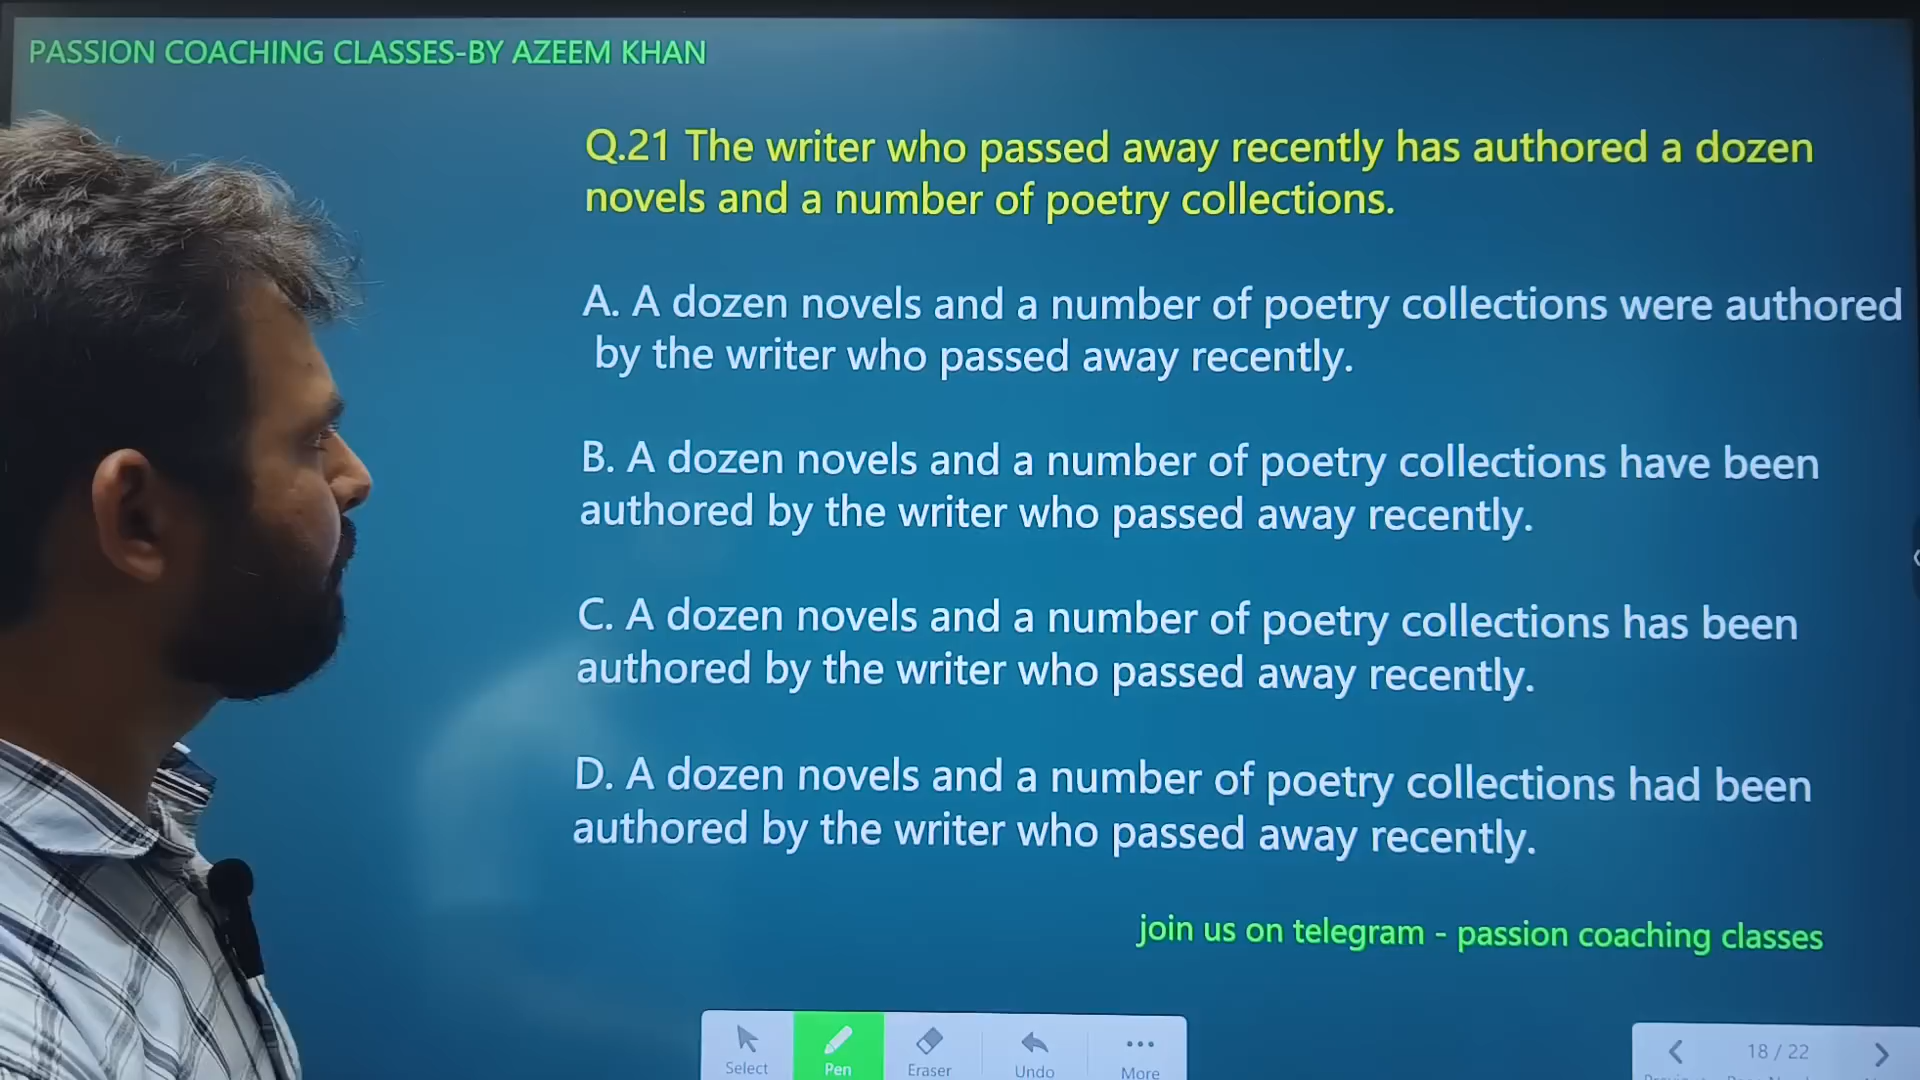 PASSION COACHING CLASSES-BY AZEEM KHAN
Q.21 The writer who passed away recently has authored a dozen
novels and a number of poetry collections.
A. A dozen novels and a number of poetry collections were authored
by the writer who passed away recently.
B. A dozen novels and a number of poetry collections have been
authored by the writer who passed away recently.
C. A dozen novels and a number of poetry collections has been
authored by the writer who passed away recently.
D. A dozen novels and a number of poetry collections had been
authored by the writer who passed away recently.
join us on telegram - passion coaching classes
Select Pen Eraser Undo More
18 / 22